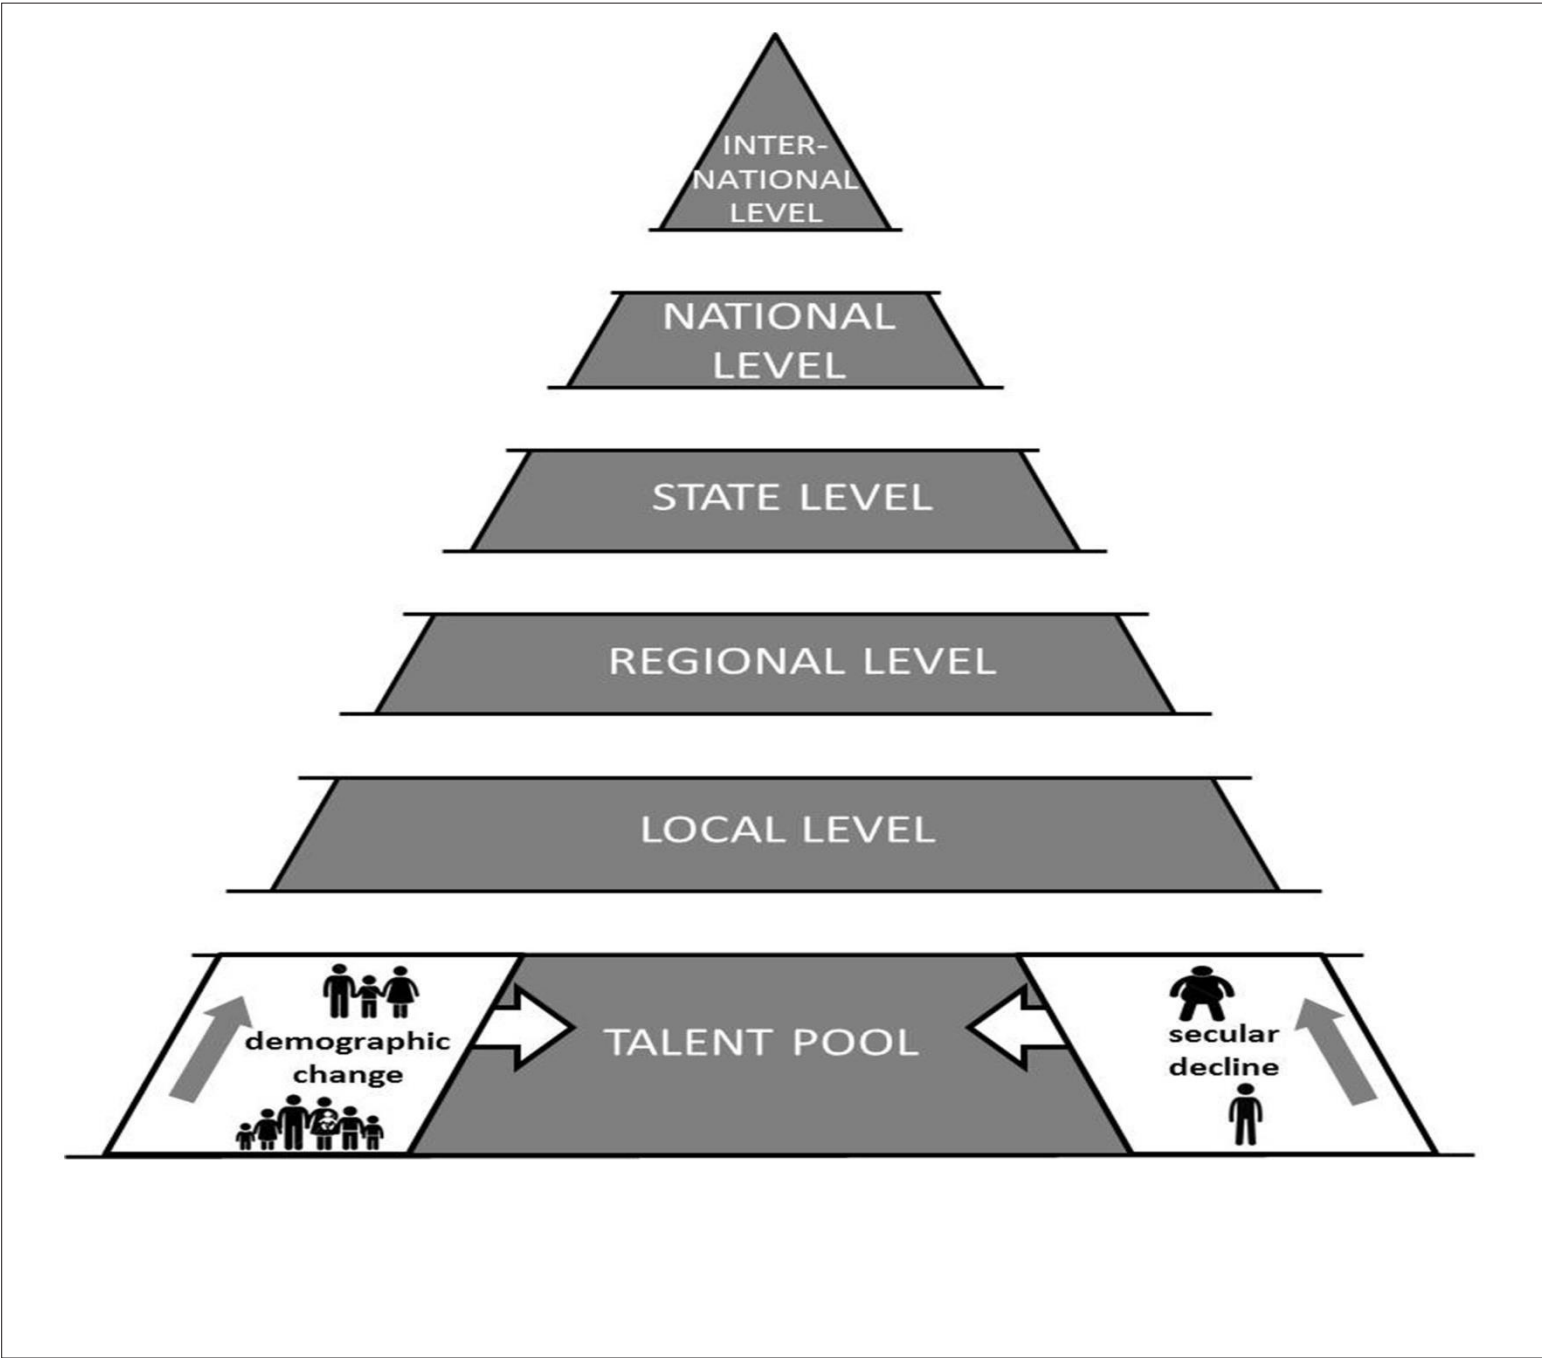 INTER-
NATIONAL
LEVEL
NATIONAL
LEVEL
STATE LEVEL
REGIONAL LEVEL
LOCAL LEVEL
demographic
change
TALENT POOL
secular
decline